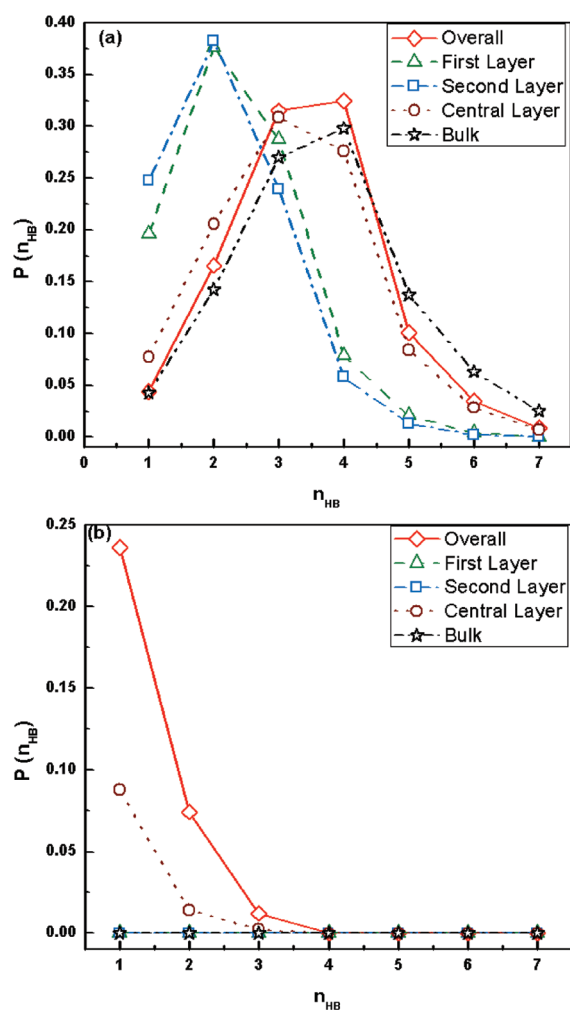 (a)
Overall
First Layer
Second Layer
Central Layer
Bulk
0.40
0.35
0.30
0.25
0.20
0.15
0.10
0.05
0.00
P (nHB)
0 1 2 3 4 5 6 7
nHB
(b)
Overall
First Layer
Second Layer
Central Layer
Bulk
0.25
0.20
0.15
0.10
0.05
0.00
P (nHB)
1 2 3 4 5 6 7
nHB